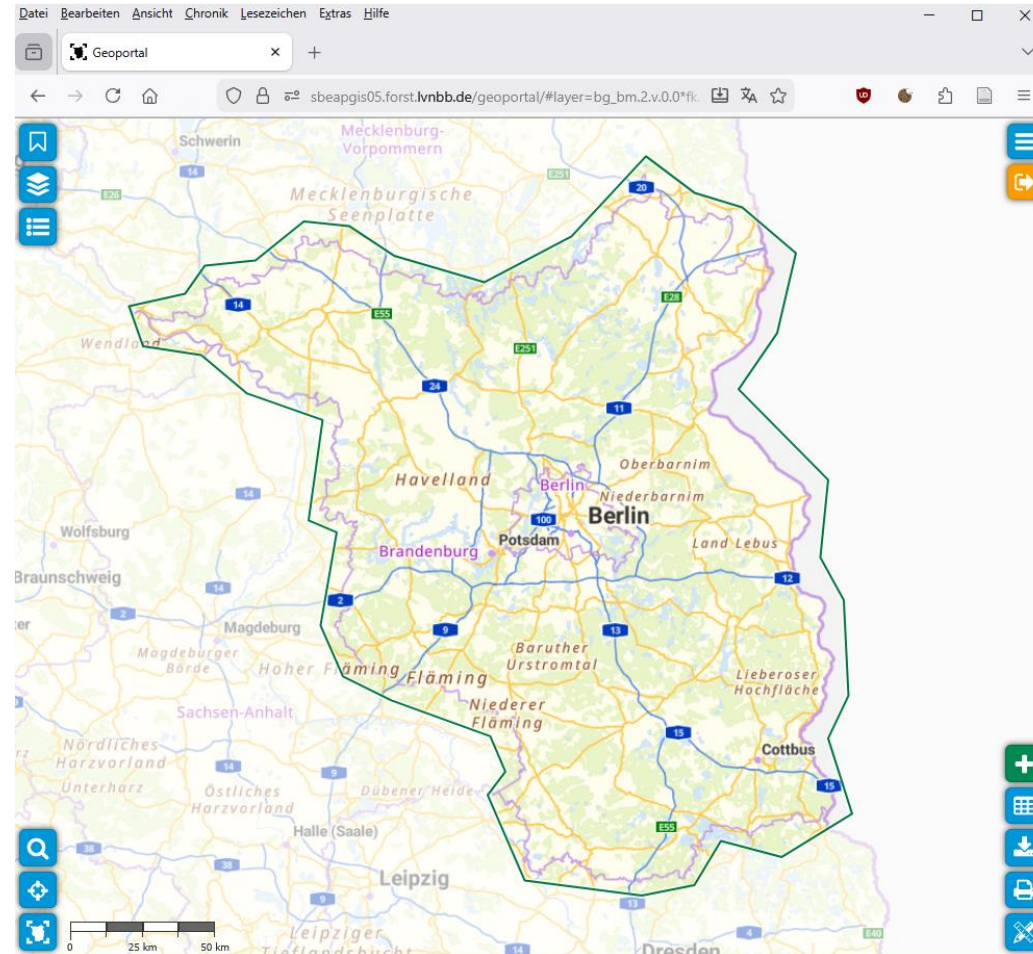 Datei Bearbeiten Ansicht Chronik Lesezeichen Extras Hilfe
Geoportal
sbeapgis05.forst.lvnbb.de/geoportal/#layer=bg_bm.2.v.0.0*fk
Mecklenburg-
Vorpommern
Schwerin
14
E251
E26
20
Mecklenburgische
Seenplatte
E28
14
E55
Wendland
E251
24
11
Oberbarnim
Havelland
Berlin
Niederbarnim
14
100
Berlin
Wolfsburg
Potsdam
Land Lebus
Brandenburg
Braunschweig
12
14
2
2
Magdeburg
9
13
Magdeburger
Börde
Baruther
Urstromtal
Hoher Fläming
Fläming
Lieberoser
Hochfläche
Niederer
Fläming
Sachsen-Anhalt
15
Nördliches
Harzvorland
Cottbus
14
9
Unterharz
Östliches
Harzvorland
Dübener Heide
15
Halle (Saale)
E55
38
38
Leipzig
9
13
Leipziger
Tieflandsbucht
4
E40
14
Dresden
0 25 km 50 km